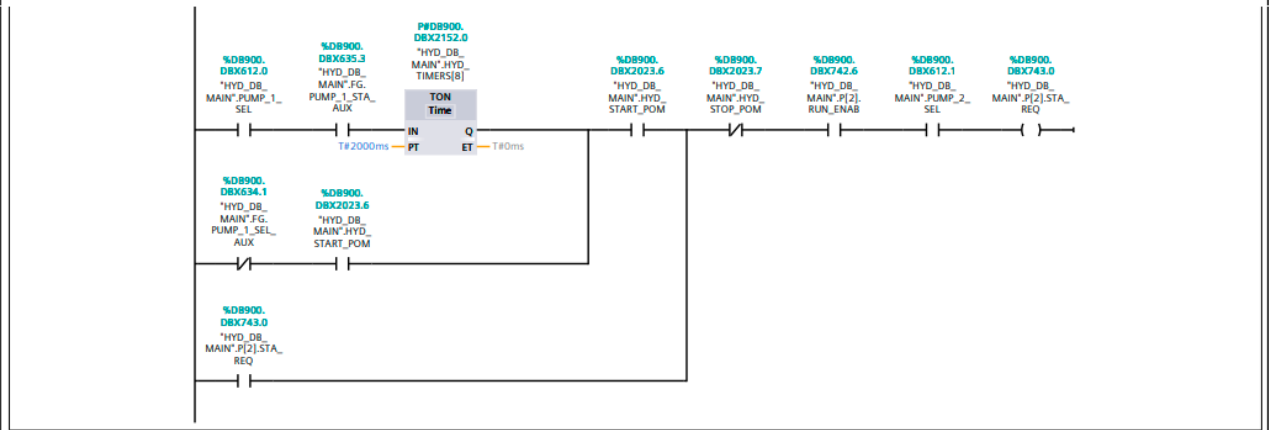 P#DB900.
DBX2152.0
"HYD_DB_
MAIN".HYD_
TIMERS[8]
%DB900.
DBX612.0
"HYD_DB_
MAIN".PUMP_1_
SEL
%DB900.
DBX635.3
"HYD_DB_
MAIN".FG.
PUMP_1_STA_
AUX
TON
Time
IN
Q
T#2000ms
PT
ET
T#0ms
%DB900.
DBX2023.6
"HYD_DB_
MAIN".HYD_
START_POM
%DB900.
DBX2023.7
"HYD_DB_
MAIN".HYD_
STOP_POM
%DB900.
DBX742.6
"HYD_DB_
MAIN".P[2].
RUN_ENAB
%DB900.
DBX612.1
"HYD_DB_
MAIN".PUMP_2_
SEL
%DB900.
DBX743.0
"HYD_DB_
MAIN".P[2].STA_
REQ
%DB900.
DBX634.1
"HYD_DB_
MAIN".FG.
PUMP_1_SEL_
AUX
%DB900.
DBX2023.6
"HYD_DB_
MAIN".HYD_
START_POM
%DB900.
DBX743.0
"HYD_DB_
MAIN".P[2].STA_
REQ